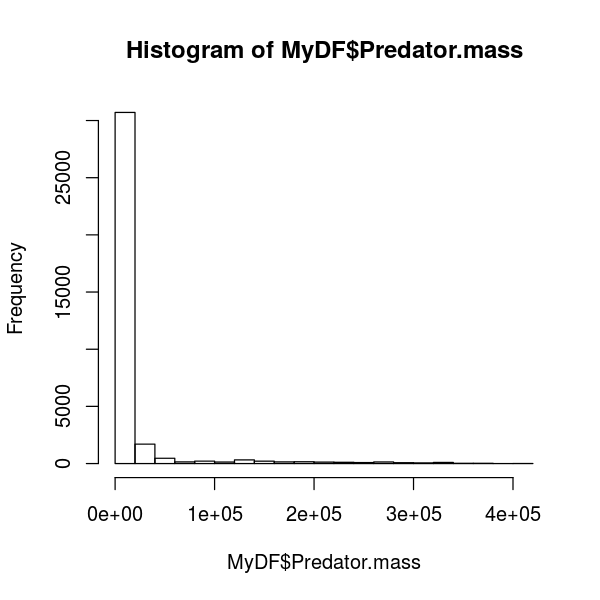 Histogram of MyDF$Predator.mass
Frequency
25000
15000
5000
0
0e+00 1e+05 2e+05 3e+05 4e+05
MyDF$Predator.mass